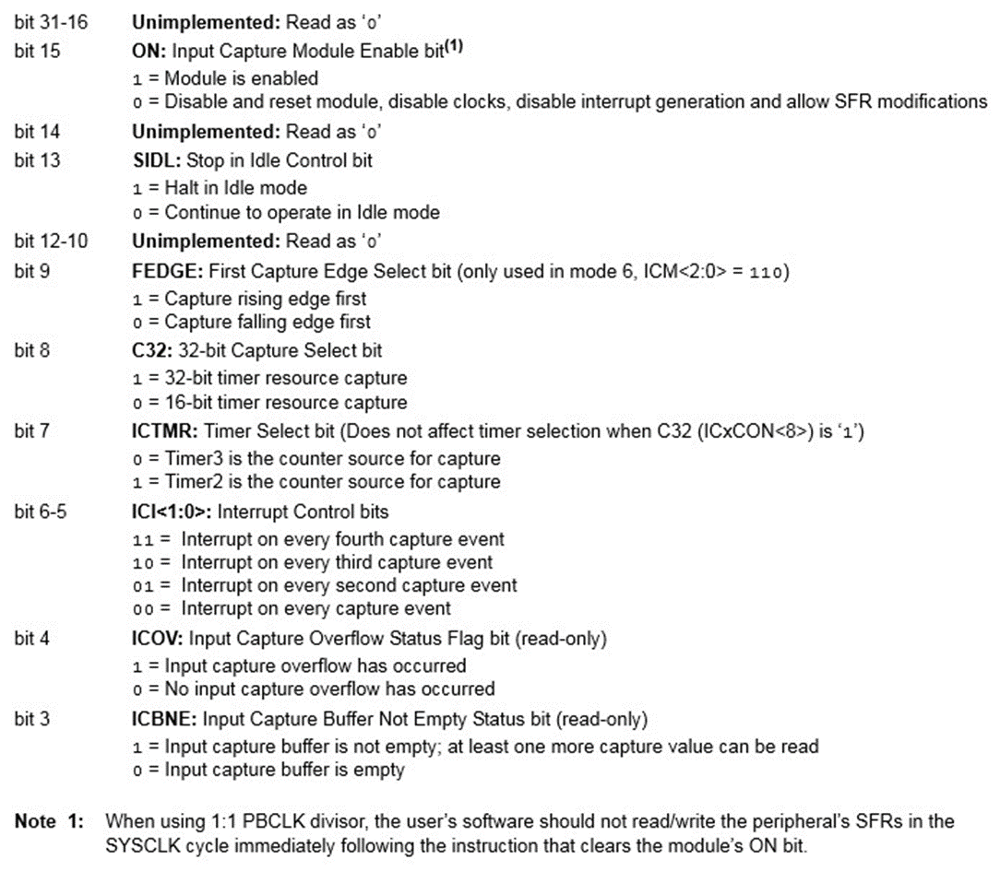 bit 31-16 Unimplemented: Read as ‘0’
bit 15 ON: Input Capture Module Enable bit(1)
1 = Module is enabled
0 = Disable and reset module, disable clocks, disable interrupt generation and allow SFR modifications
bit 14 Unimplemented: Read as ‘0’
bit 13 SIDL: Stop in Idle Control bit
1 = Halt in Idle mode
0 = Continue to operate in Idle mode
bit 12-10 Unimplemented: Read as ‘0’
bit 9 FEDGE: First Capture Edge Select bit (only used in mode 6, ICM<2:0> = 110)
1 = Capture rising edge first
0 = Capture falling edge first
bit 8 C32: 32-bit Capture Select bit
1 = 32-bit timer resource capture
0 = 16-bit timer resource capture
bit 7 ICTMR: Timer Select bit (Does not affect timer selection when C32 (ICxCON<8>) is ‘1’)
0 = Timer3 is the counter source for capture
1 = Timer2 is the counter source for capture
bit 6-5 ICI<1:0>: Interrupt Control bits
11 = Interrupt on every fourth capture event
10 = Interrupt on every third capture event
01 = Interrupt on every second capture event
00 = Interrupt on every capture event
bit 4 ICOV: Input Capture Overflow Status Flag bit (read-only)
1 = Input capture overflow has occurred
0 = No input capture overflow has occurred
bit 3 ICBNE: Input Capture Buffer Not Empty Status bit (read-only)
1 = Input capture buffer is not empty; at least one more capture value can be read
0 = Input capture buffer is empty
Note 1: When using 1:1 PBCLK divisor, the user’s software should not read/write the peripheral’s SFRs in the
SYSCLK cycle immediately following the instruction that clears the module’s ON bit.